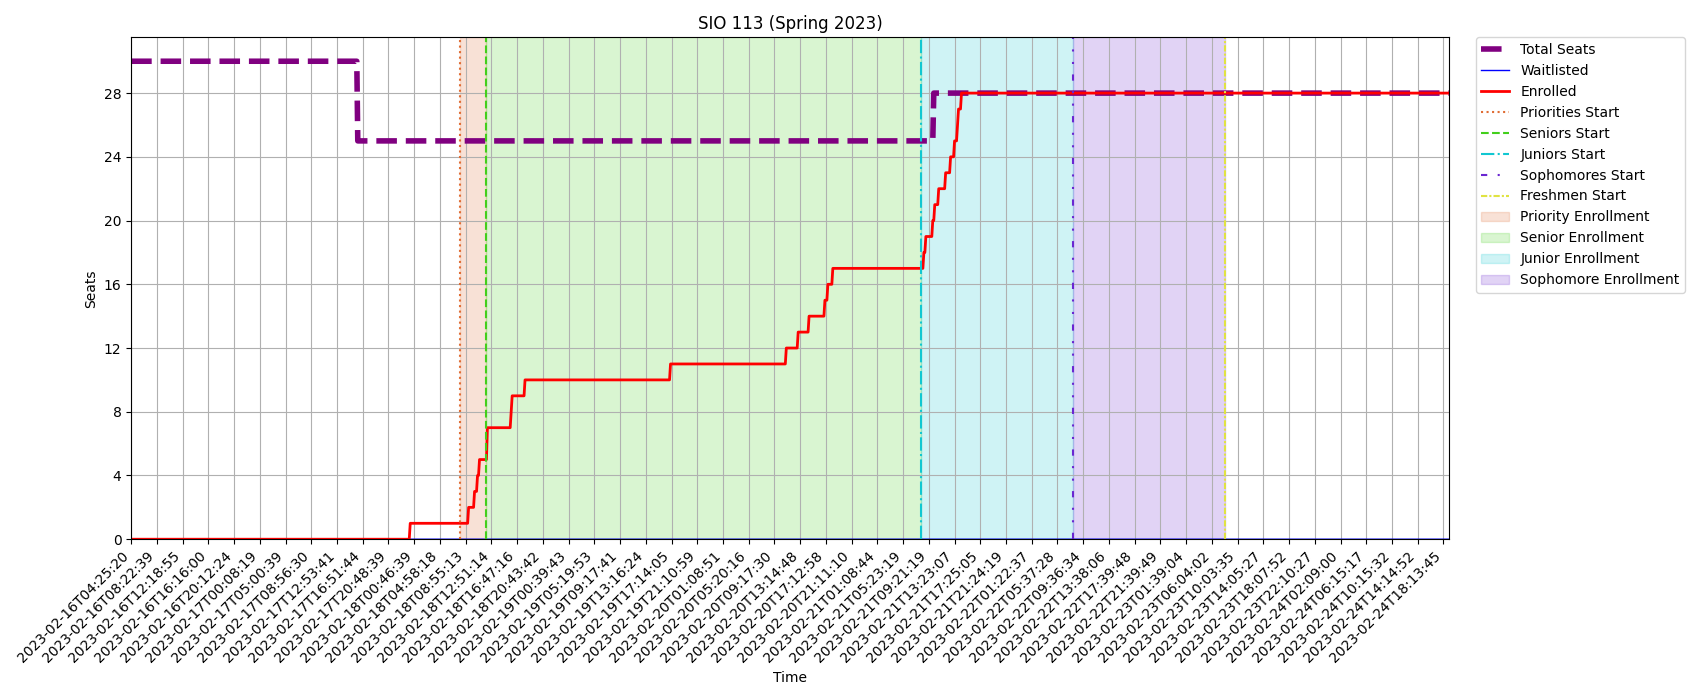 SIO 113 (Spring 2023)
Seats
28
24
20
16
12
8
4
0
2023-02-16T04:25:20
2023-02-16T08:22:39
2023-02-16T12:18:55
2023-02-16T16:16:00
2023-02-16T20:12:24
2023-02-17T00:08:19
2023-02-17T05:00:39
2023-02-17T08:56:30
2023-02-17T12:53:41
2023-02-17T16:51:44
2023-02-17T20:48:39
2023-02-18T00:46:39
2023-02-18T04:58:18
2023-02-18T08:55:13
2023-02-18T12:51:14
2023-02-18T16:47:16
2023-02-18T20:43:42
2023-02-19T00:39:43
2023-02-19T05:19:53
2023-02-19T09:17:41
2023-02-19T13:16:24
2023-02-19T17:14:05
2023-02-19T21:10:59
2023-02-20T01:08:51
2023-02-20T05:20:16
2023-02-20T09:17:30
2023-02-20T13:14:48
2023-02-20T17:12:58
2023-02-20T21:11:10
2023-02-21T01:08:44
2023-02-21T05:23:19
2023-02-21T09:21:19
2023-02-21T13:23:07
2023-02-21T17:25:05
2023-02-21T21:24:19
2023-02-22T01:22:37
2023-02-22T05:37:28
2023-02-22T09:36:34
2023-02-22T13:38:06
2023-02-22T17:39:48
2023-02-22T21:39:49
2023-02-23T01:39:04
2023-02-23T06:04:02
2023-02-23T10:03:35
2023-02-23T14:05:27
2023-02-23T18:07:52
2023-02-23T22:10:27
2023-02-24T02:09:00
2023-02-24T06:15:17
2023-02-24T10:15:32
2023-02-24T14:14:52
2023-02-24T18:13:45
Time
Total Seats
Waitlisted
Enrolled
Priorities Start
Seniors Start
Juniors Start
Sophomores Start
Freshmen Start
Priority Enrollment
Senior Enrollment
Junior Enrollment
Sophomore Enrollment